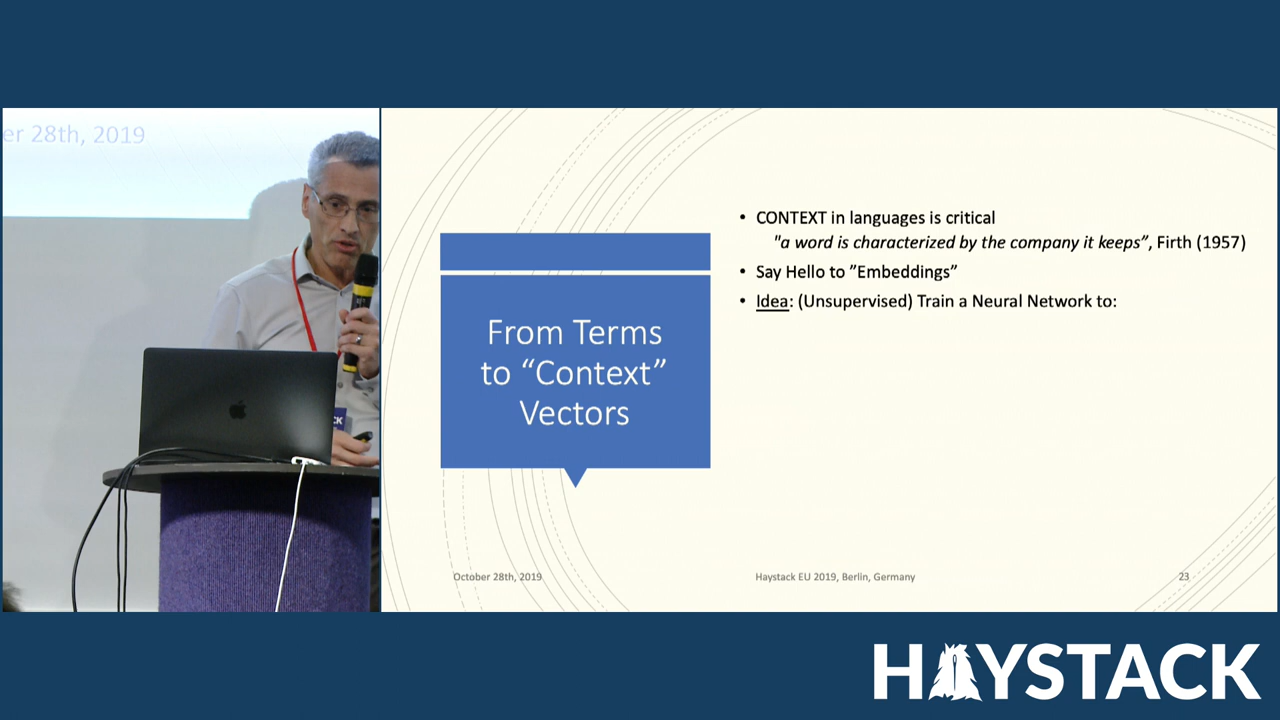 er 28th, 2019
CK
From Terms
to “Context”
Vectors
• CONTEXT in languages is critical
"a word is characterized by the company it keeps”, Firth (1957)
• Say Hello to ”Embeddings”
• Idea: (Unsupervised) Train a Neural Network to:
October 28th, 2019
Haystack EU 2019, Berlin, Germany
23
HAYSTACK